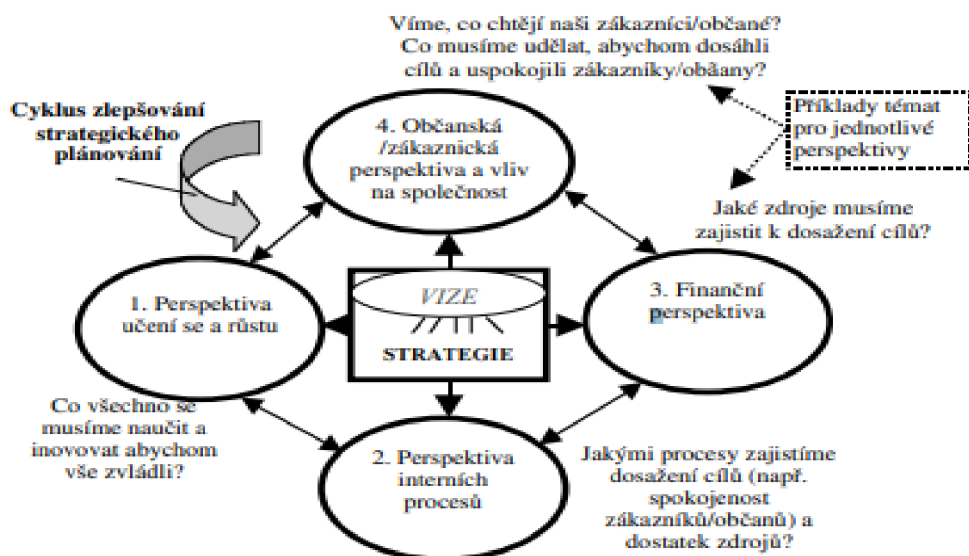 Víme, co chtějí naši zákazníci/občané?
Co musíme udělat, abychom dosáhli
cílů a uspokojili zákazníky/obãany?
Cyklus zlepšování
strategického
plánování
4. Občanská
/zákaznická
perspektiva a vliv
na společnost
Příklady témat
pro jednotlivé
perspektivy
Jaké zdroje musíme
zajistit k dosažení cílů?
1. Perspektiva
učení se a růstu
VIZE
STRATEGIE
3. Finanční
perspektiva
Co všechno se
musíme naučit a
inovovat abychom
vše zvládli?
2. Perspektiva
interních
procesů
Jakými procesy zajistíme
dosažení cílů (např.
spokojenost
zákazníků/občanů) a
dostatek zdrojů?